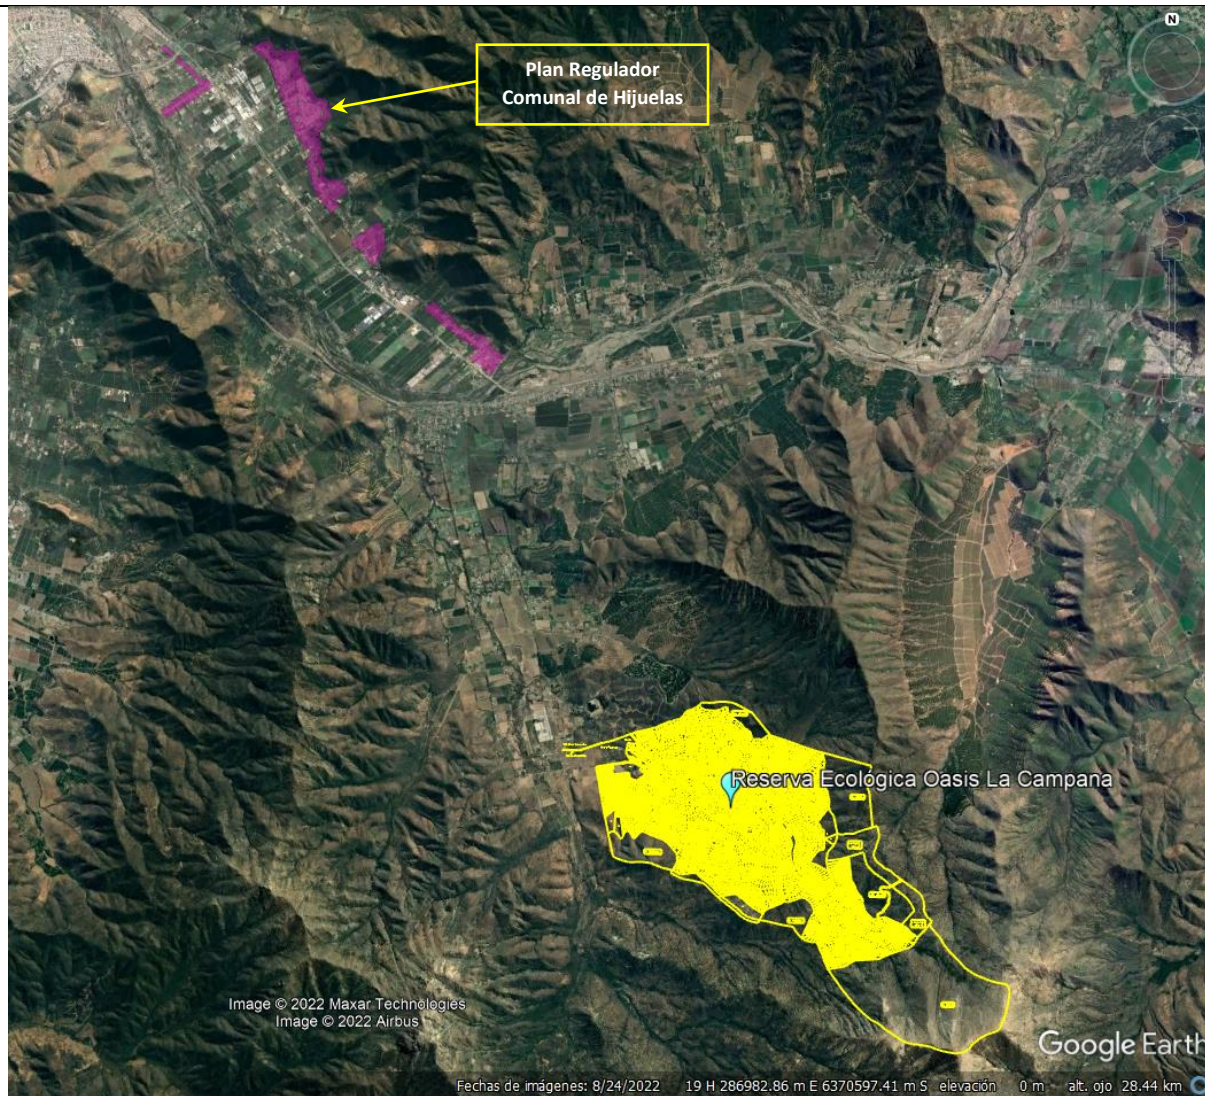 N
Plan Regulador
Comunal de Hijuelas
Reserva Ecológica Oasis La Campana
Image © 2022 Maxar Technologies
Image © 2022 Airbus
Google Earth
Fechas de imágenes: 8/24/2022 19 H 286982.86 m E 6370597.41 m S elevación 0 m alt. ojo 28.44 km